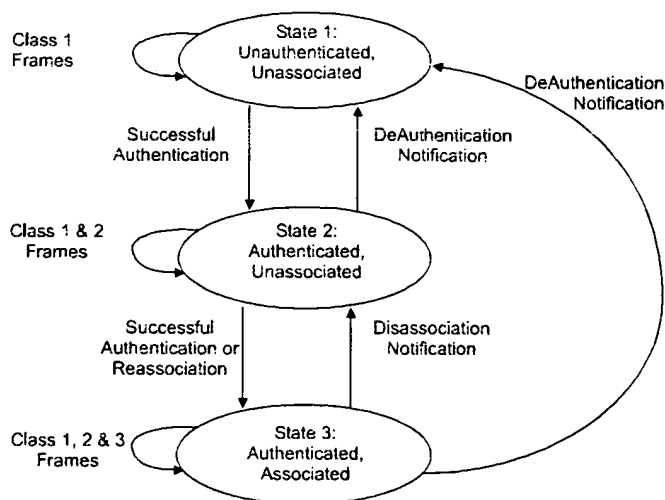 Class 1
Frames
State 1:
Unauthenticated,
Unassociated
DeAuthentication
Notification
Successful
Authentication
DeAuthentication
Notification
Class 1 & 2
Frames
State 2:
Authenticated,
Unassociated
Successful
Authentication or
Reassociation
Disassociation
Notification
Class 1, 2 & 3
Frames
State 3:
Authenticated,
Associated